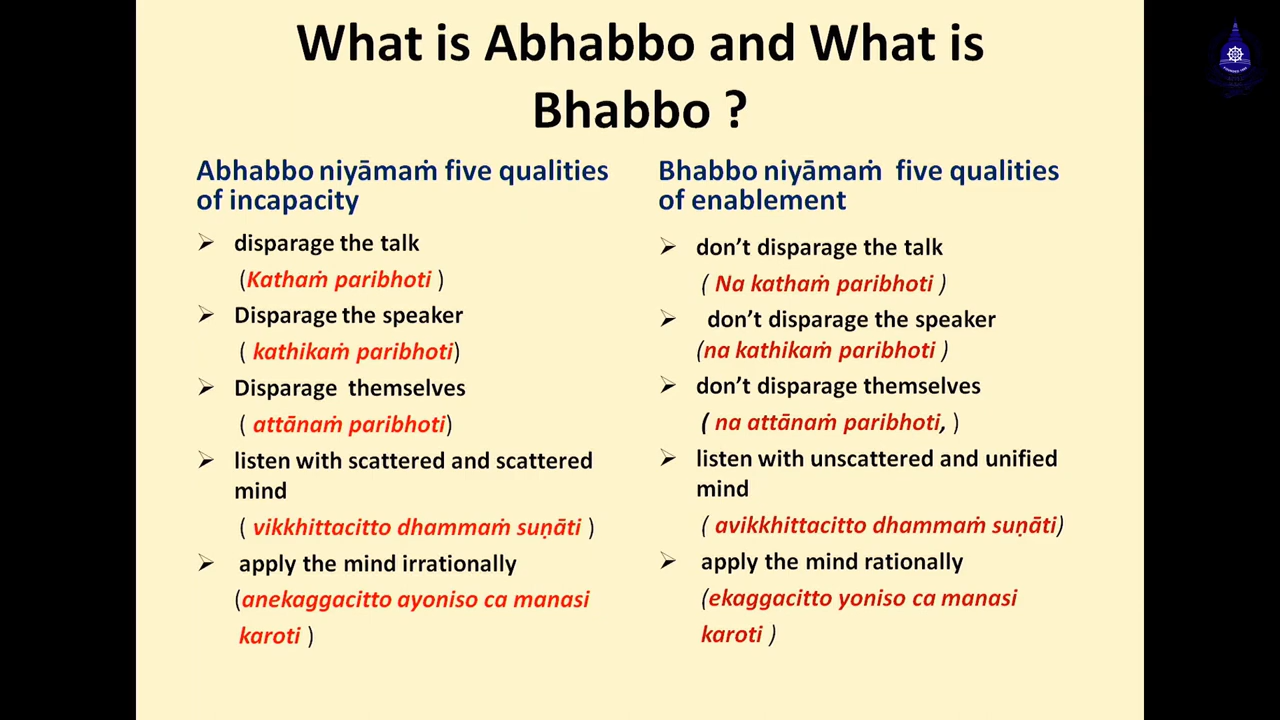 What is Abhabbo and What is
Bhabbo ?
Abhabbo niyāmaṁ five qualities
of incapacity
➢ disparage the talk
(Kathaṁ paribhoti )
➢ Disparage the speaker
( kathikaṁ paribhoti)
➢ Disparage themselves
( attānaṁ paribhoti)
➢ listen with scattered and scattered
mind
( vikkhittacitto dhammaṁ suṇāti )
➢ apply the mind irrationally
(anekaggacitto ayoniso ca manasi
karoti )
Bhabbo niyāmaṁ five qualities
of enablement
➢ don’t disparage the talk
( Na kathaṁ paribhoti )
➢ don’t disparage the speaker
(na kathikaṁ paribhoti )
➢ don’t disparage themselves
( na attānaṁ paribhoti, )
➢ listen with unscattered and unified
mind
( avikkhittacitto dhammaṁ suṇāti)
➢ apply the mind rationally
(ekaggacitto yoniso ca manasi
karoti )